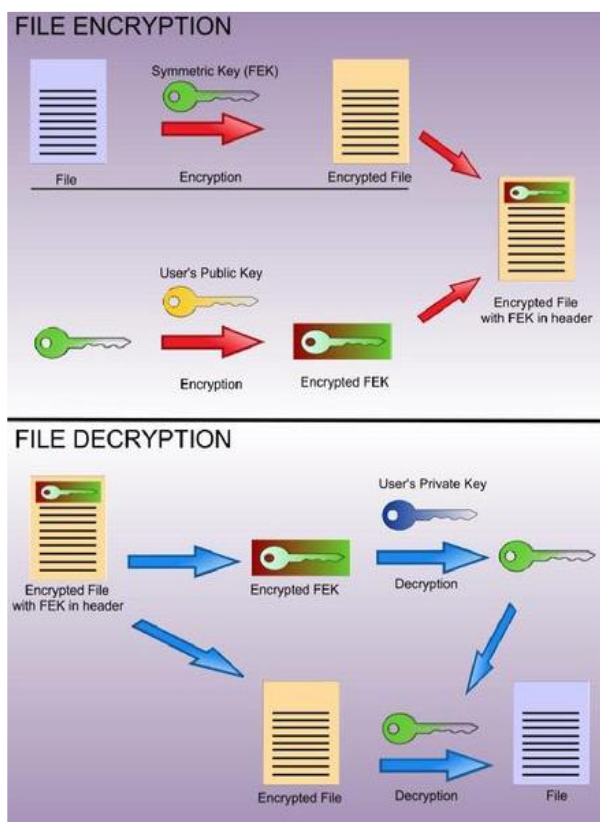 FILE ENCRYPTION
Symmetric Key (FEK)
File
Encryption
Encrypted File
User's Public Key
Encrypted File
with FEK in header
Encryption
Encrypted FEK
FILE DECRYPTION
User's Private Key
Encrypted File
with FEK in header
Encrypted FEK
Decryption
Encrypted File
Decryption
File